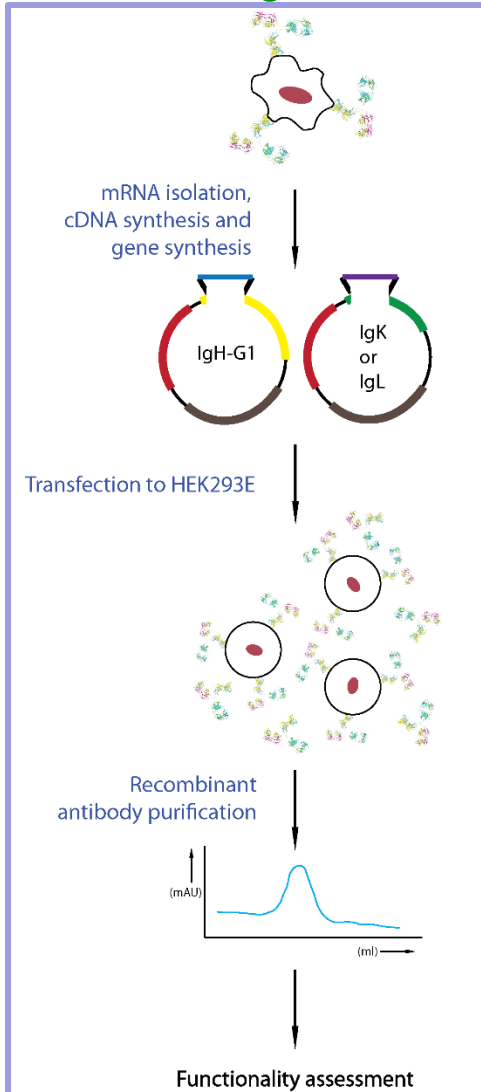 mRNA isolation,
cDNA synthesis and
gene synthesis
IgH-G1
IgK
or
IgL
Transfection to HEK293E
Recombinant
antibody purification
(mAU)
(ml)
Functionality assessment